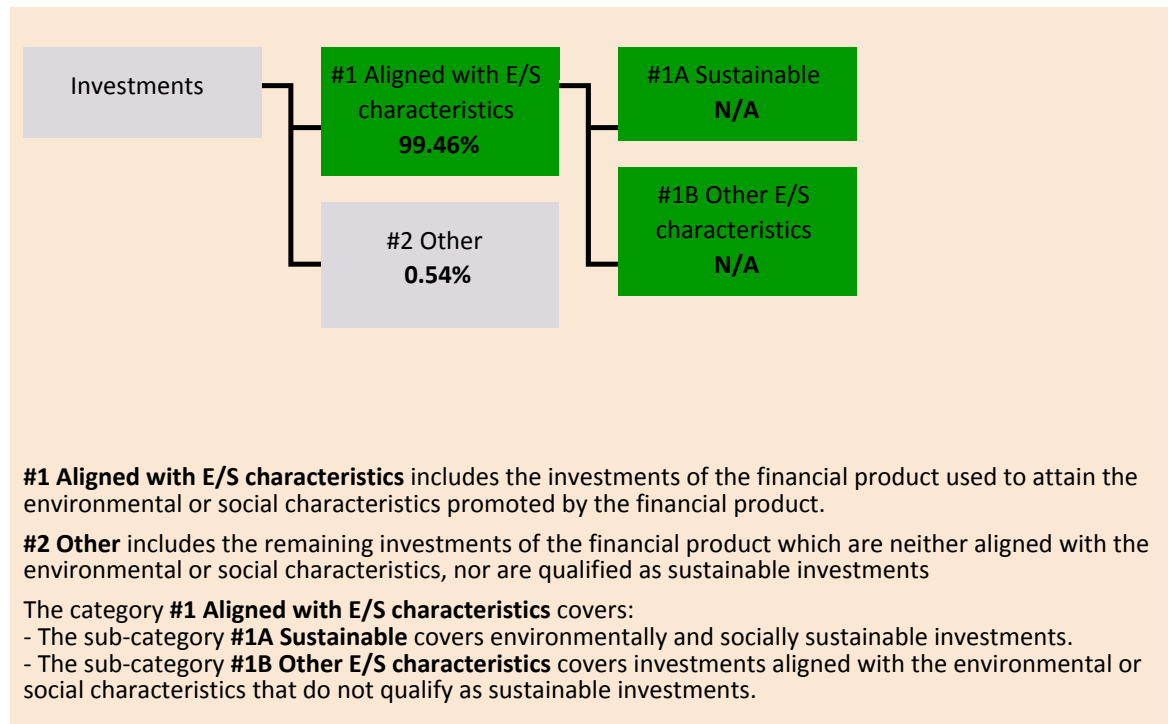 Investments
#1 Aligned with E/S
characteristics
99.46%
#2 Other
0.54%
#1A Sustainable
N/A
#1B Other E/S
characteristics
N/A
#1 Aligned with E/S characteristics includes the investments of the financial product used to attain the
environmental or social characteristics promoted by the financial product.
#2 Other includes the remaining investments of the financial product which are neither aligned with the
environmental or social characteristics, nor are qualified as sustainable investments
The category #1 Aligned with E/S characteristics covers:
- The sub-category #1A Sustainable covers environmentally and socially sustainable investments.
- The sub-category #1B Other E/S characteristics covers investments aligned with the environmental or
social characteristics that do not qualify as sustainable investments.